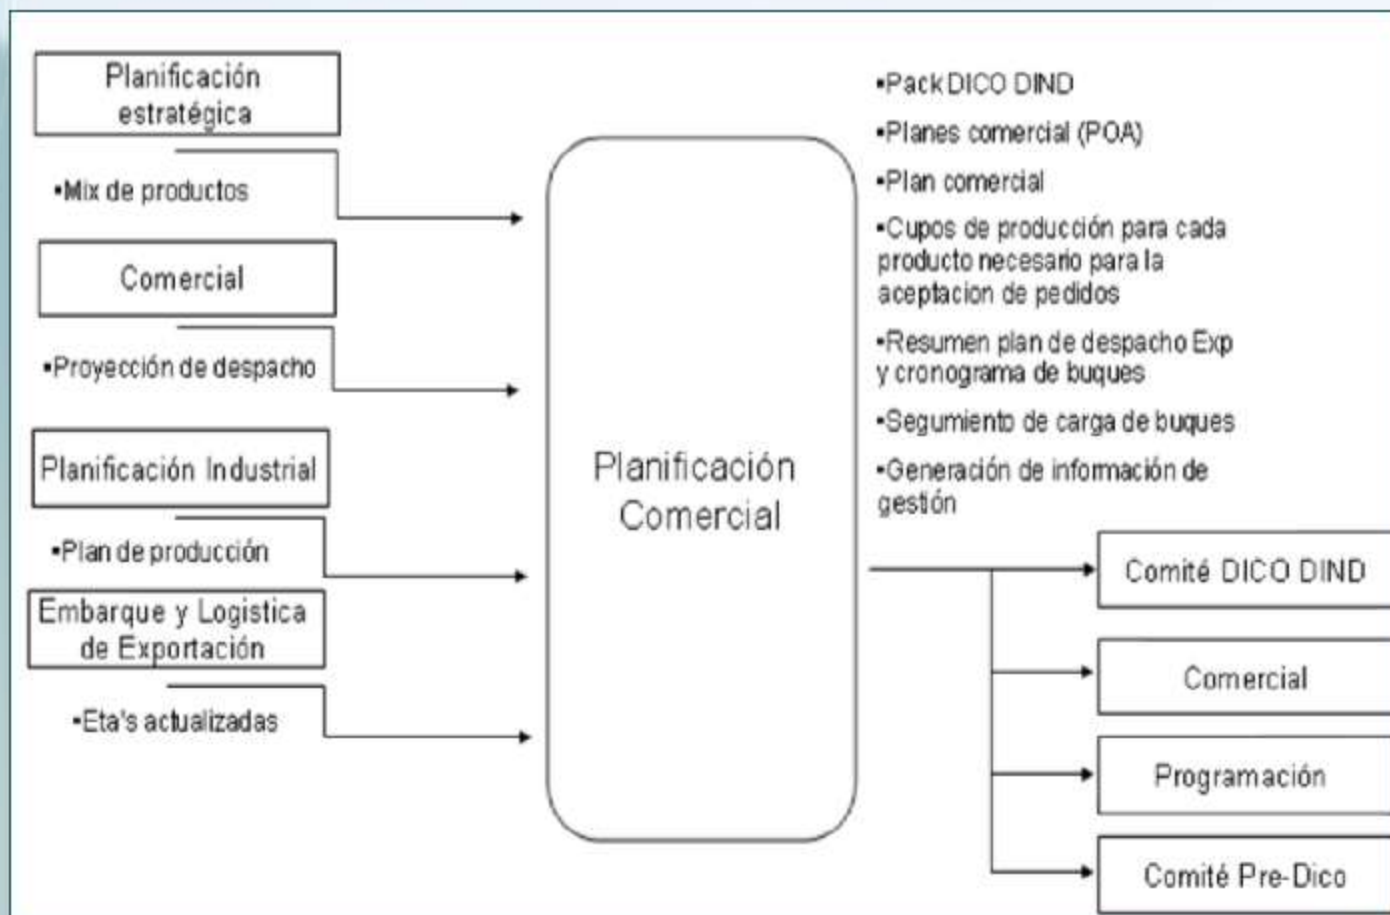 Planificación
estratégica
▪Mix de productos
Comercial
▪Proyección de despacho
Planificación Industrial
▪Plan de producción
Embarque y Logistica
de Exportación
▪Eta's actualizadas
Planificación
Comercial
▪Pack DICO DIND
▪Planes comercial (POA)
▪Plan comercial
▪Cupos de producción para cada
producto necesario para la
aceptacion de pedidos
▪Resumen plan de despacho Exp
y cronograma de buques
▪Segumiento de carga de buques
▪Generación de información de
gestión
Comité DICO DIND
Comercial
Programación
Comité Pre-Dico